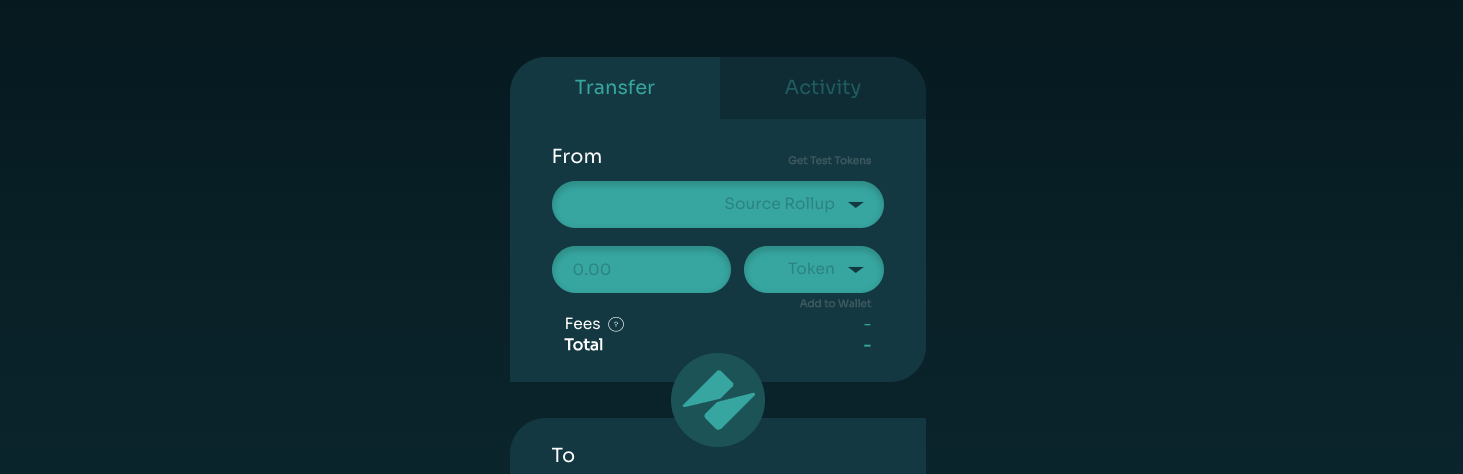 Transfer Activity
From Get Test Tokens
Source Rollup
0.00 Token
Add to Wallet
Fees ? -
Total -
To